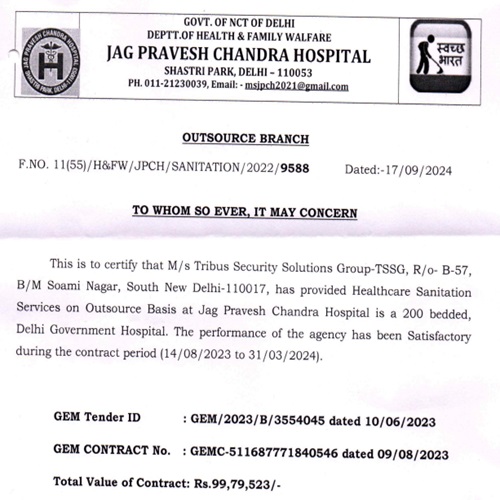 GOVT. OF NCT OF DELHI
DEPTT.OF HEALTH & FAMILY WALFARE
JAG PRAVESH CHANDRA HOSPITAL
SHASTRI PARK, DELHI – 110053
PH. 011-21230039, Email: - msjpch2021@gmail.com
स्वच्छ
भारत
OUTSOURCE BRANCH
F.NO. 11(55)/H&FW/JPCH/SANITATION/2022/9588 Dated:-17/09/2024
TO WHOM SO EVER, IT MAY CONCERN
This is to certify that M/s Tribus Security Solutions Group-TSSG, R/o- B-57,
B/M Soami Nagar, South New Delhi-110017, has provided Healthcare Sanitation
Services on Outsource Basis at Jag Pravesh Chandra Hospital is a 200 bedded,
Delhi Government Hospital. The performance of the agency has been Satisfactory
during the contract period (14/08/2023 to 31/03/2024).
GEM Tender ID : GEM/2023/B/3554045 dated 10/06/2023
GEM CONTRACT No. : GEMC-511687771840546 dated 09/08/2023
Total Value of Contract: Rs.99,79,523/-